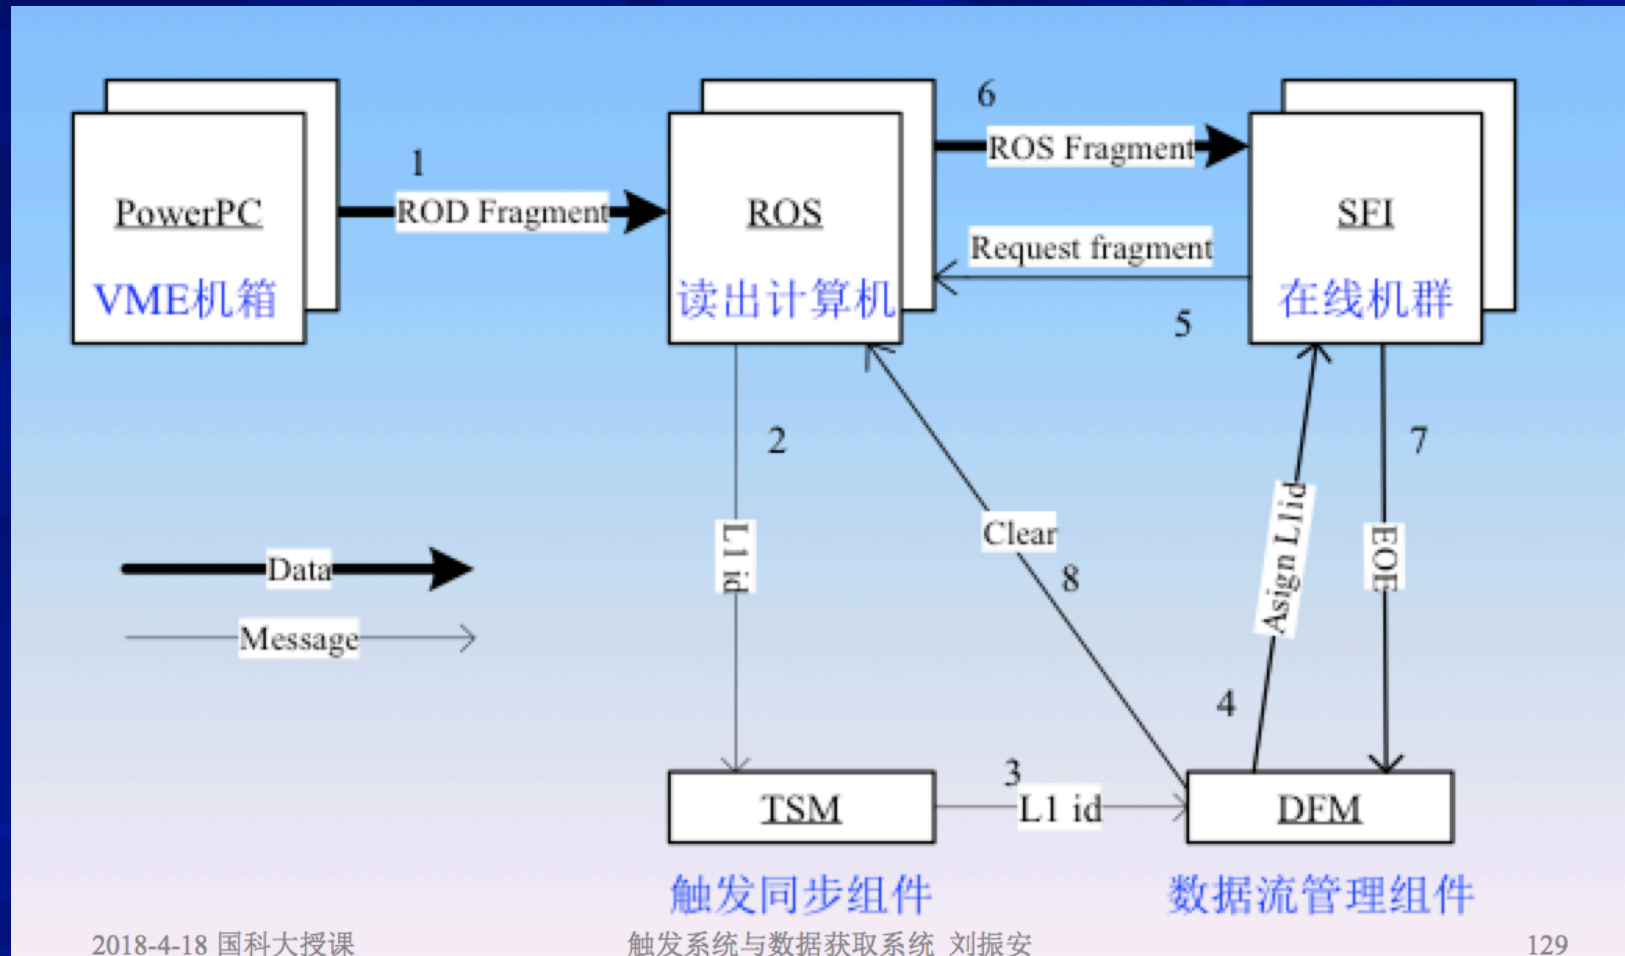 6
ROS Fragment
1
PowerPC
ROD Fragment
ROS
SFI
Request fragment
VME机箱
读出计算机
在线机群
5
2
7
L1 id
Clear
Asign L1id
EOE
Data
8
Message
4
3
TSM
L1 id
DFM
触发同步组件
数据流管理组件
2018-4-18 国科大授课
触发系统与数据获取系统 刘振安
129